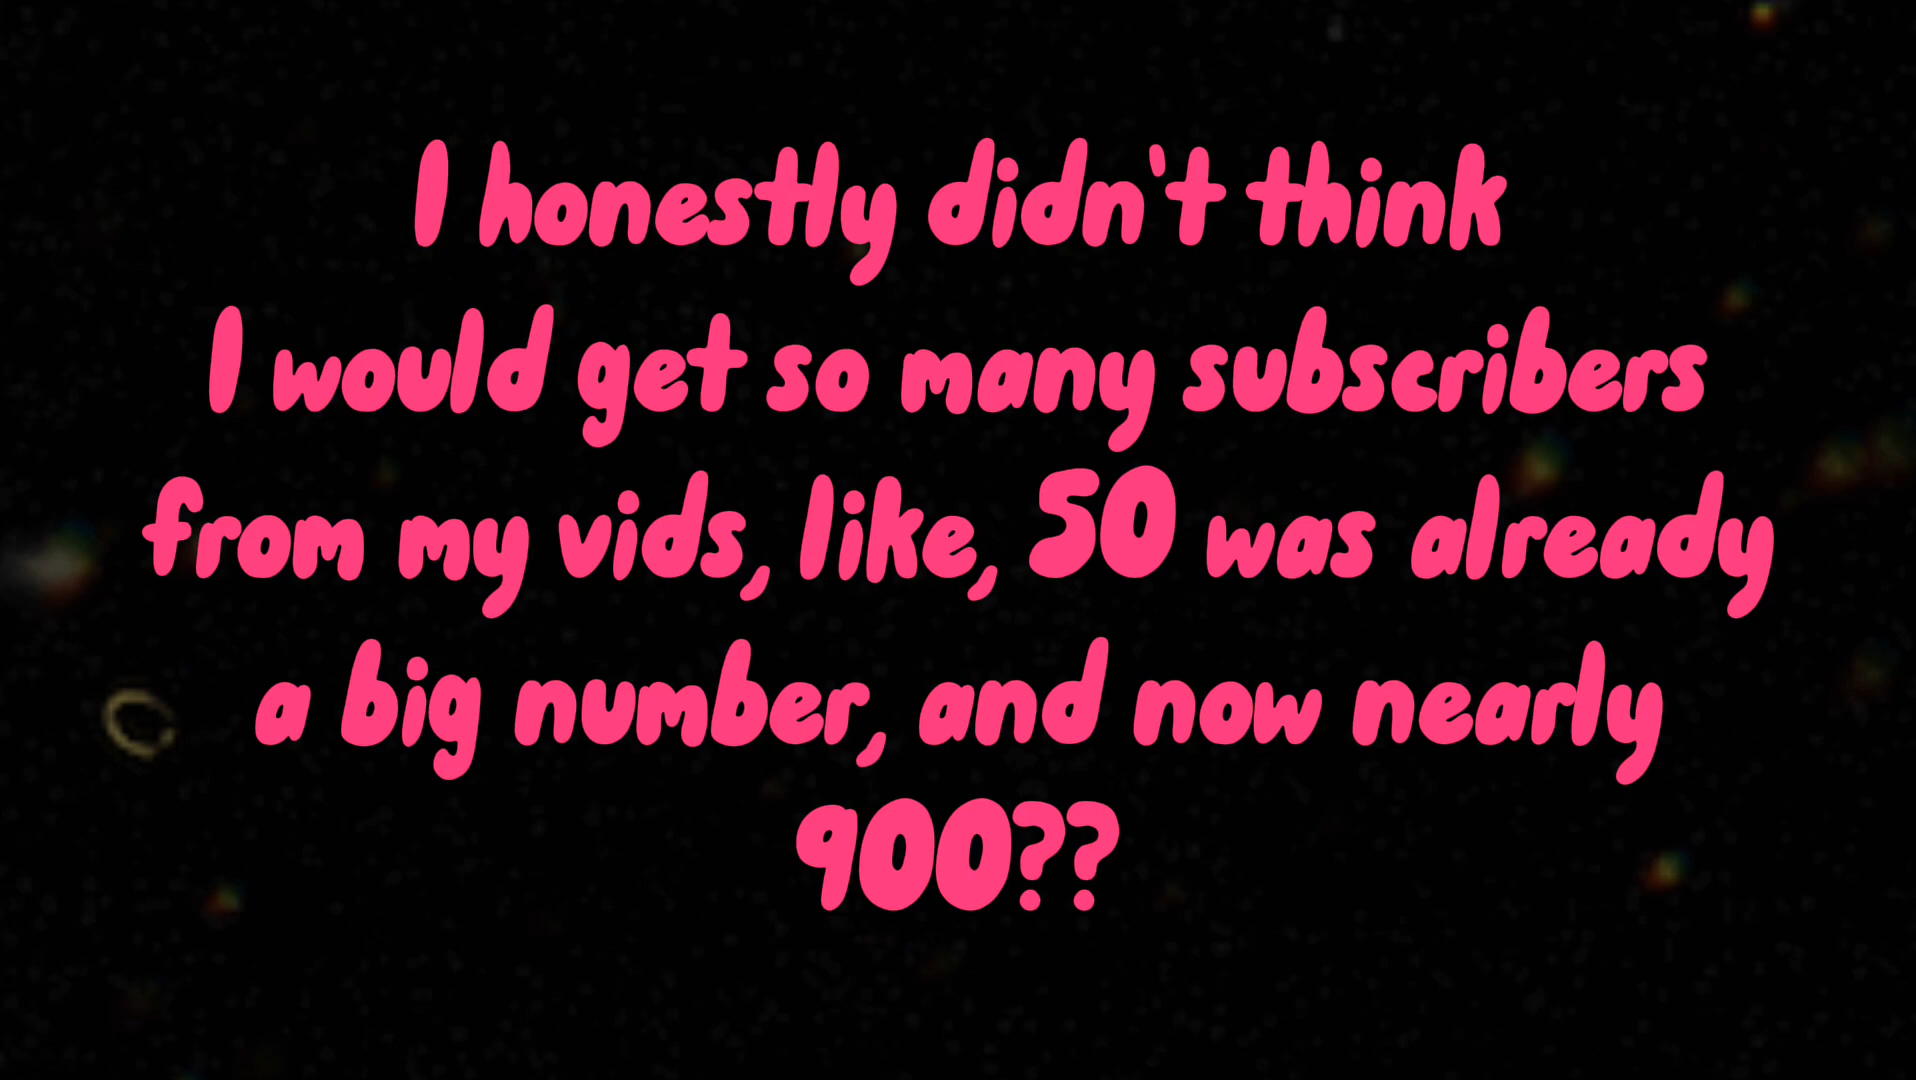 I honestly didn't think
I would get so many subscribers
from my vids, like, 50 was already
a big number, and now nearly
900??